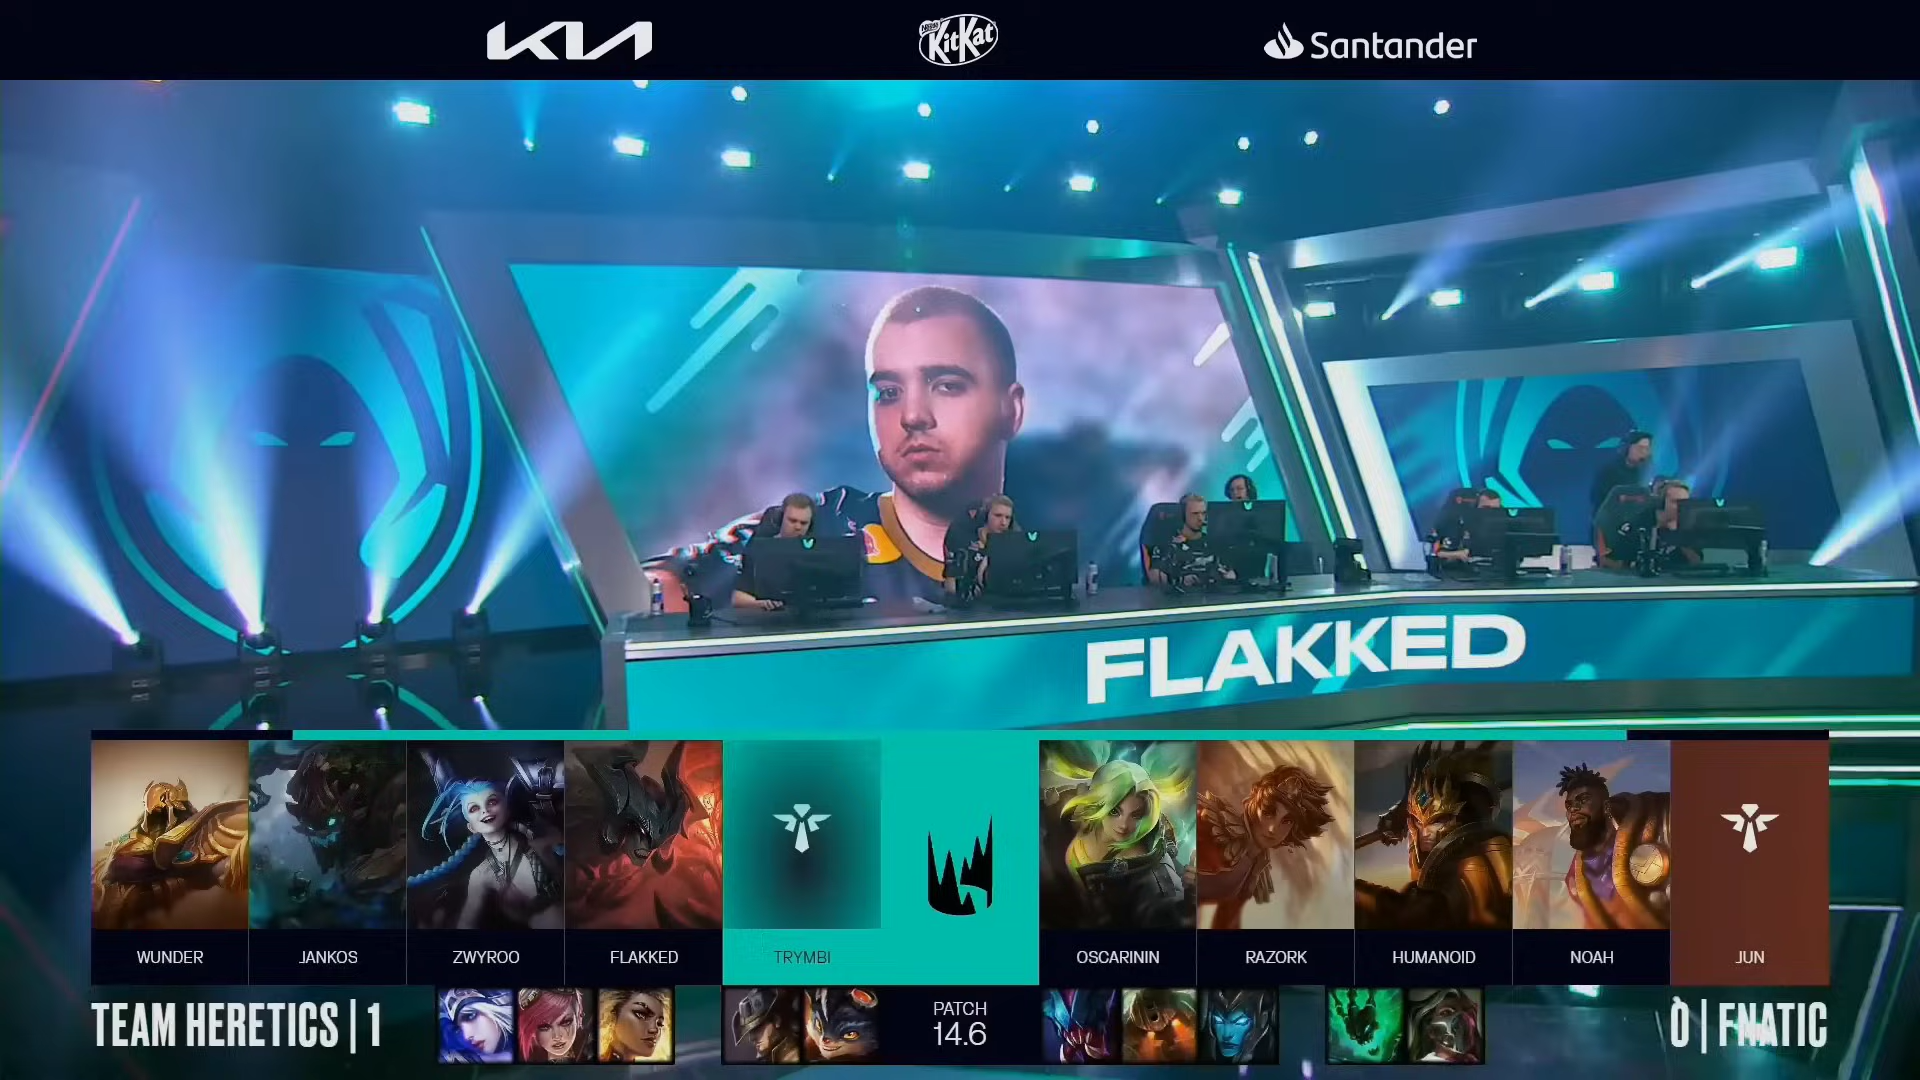 KIA
Nestlé
KitKat
Santander
FLAKKED
WUNDER
JANKOS
ZWYROO
FLAKKED
TRYMBI
OSCARININ
RAZORK
HUMANOID
NOAH
JUN
TEAM HERETICS | 1
PATCH
14.6
0 | FNATIC